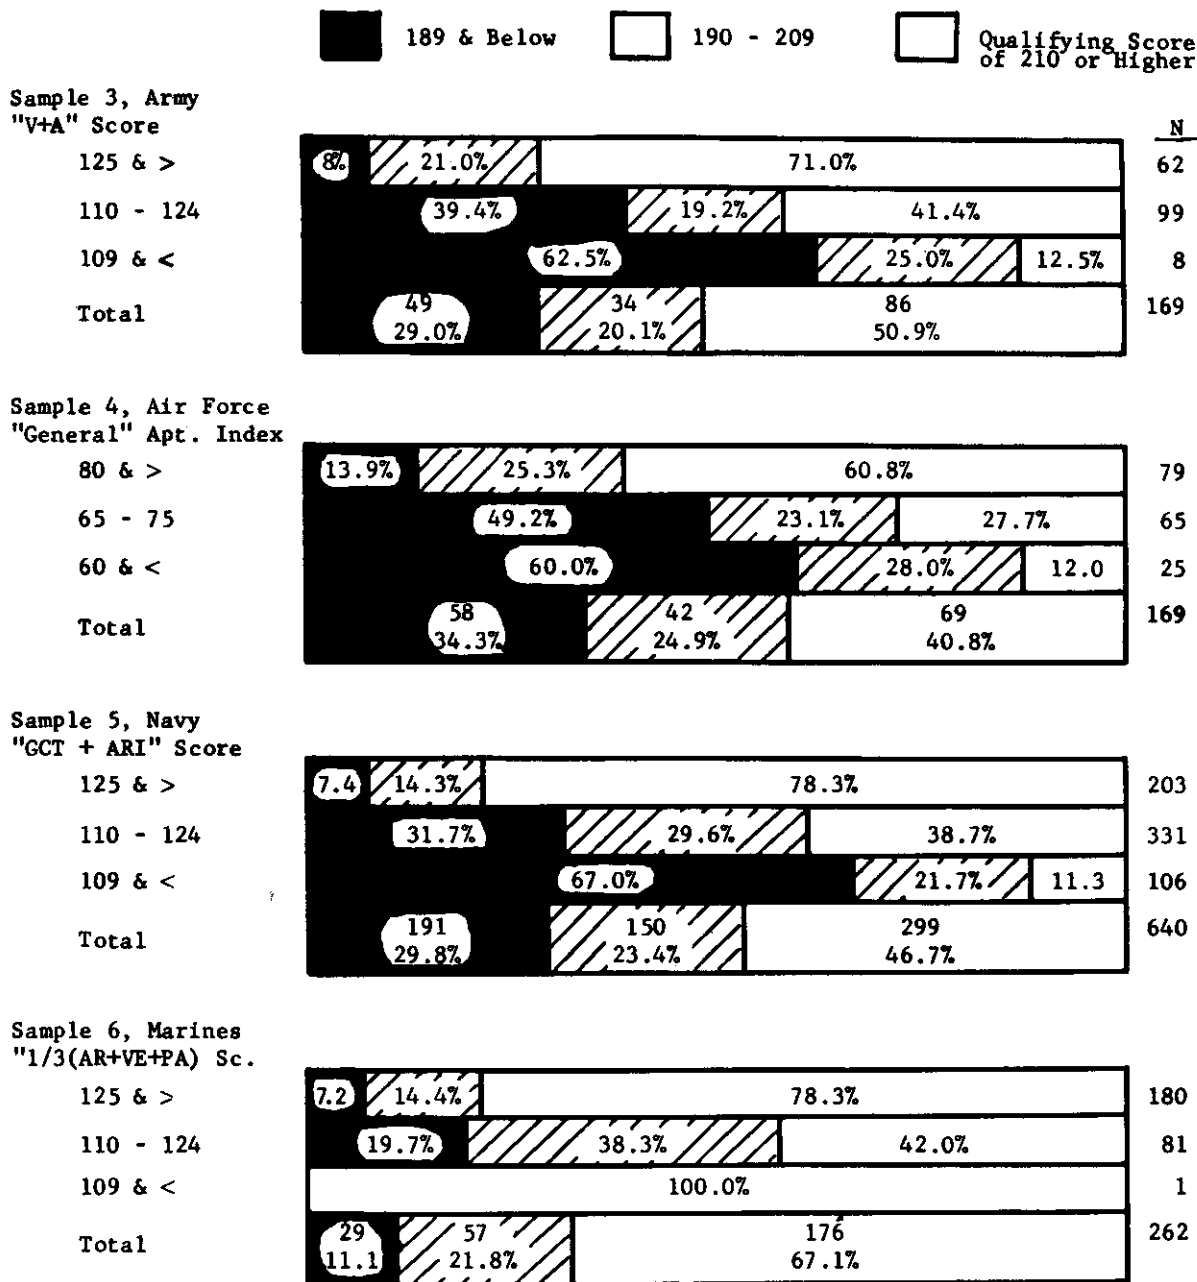 189 & Below 190 - 209 Qualifying Score
of 210 or Higher
Sample 3, Army
"V+A" Score
N
125 & > 8% 21.0% 71.0% 62
110 - 124 39.4% 19.2% 41.4% 99
109 & < 62.5% 25.0% 12.5% 8
49 34 86
Total 169
29.0% 20.1% 50.9%
Sample 4, Air Force
"General" Apt. Index
80 & > 13.9% 25.3% 60.8% 79
65 - 75 49.2% 23.1% 27.7% 65
60 & < 60.0% 28.0% 12.0 25
58 42 69
Total 169
34.3% 24.9% 40.8%
Sample 5, Navy
"GCT + ARI" Score
125 & > 7.4 14.3% 78.3% 203
110 - 124 31.7% 29.6% 38.7% 331
109 & < 67.0% 21.7% 11.3 106
191 150 299
Total 640
29.8% 23.4% 46.7%
Sample 6, Marines
"1/3(AR+VE+PA) Sc.
125 & > 7.2 14.4% 78.3% 180
110 - 124 19.7% 38.3% 42.0% 81
109 & < 100.0% 1
29 57 176
Total 262
11.1 21.8% 67.1%